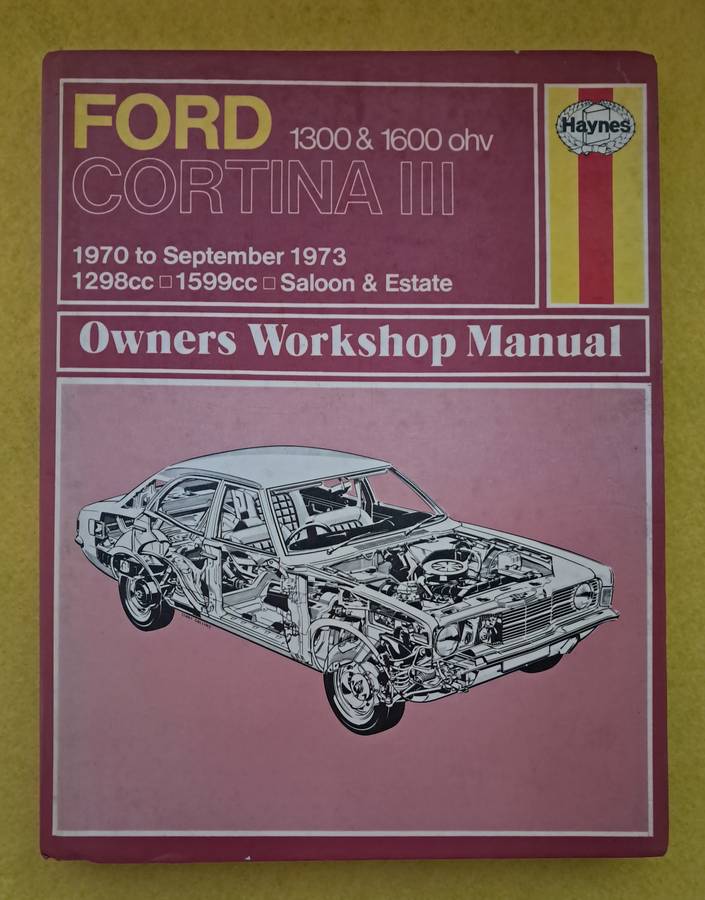 FORD 1300 & 1600 ohv
CORTINA III
1970 to September 1973
1298cc □ 1599cc □ Saloon & Estate
Haynes
Owners Workshop Manual